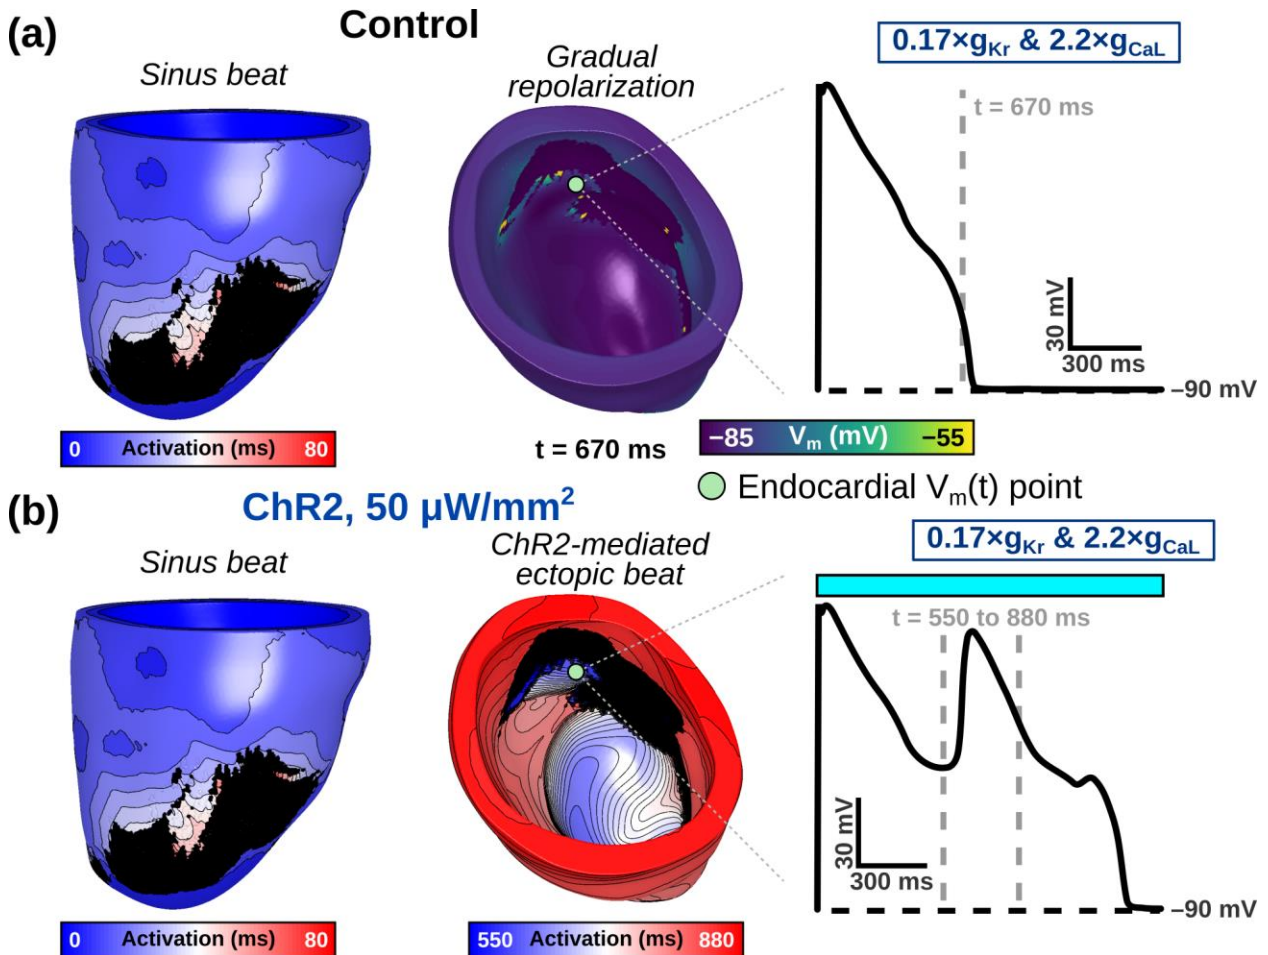 (a)
Control
Sinus beat
Gradual
repolarization
0.17×gKr & 2.2×gCaL
t = 670 ms
30 mV
300 ms
−90 mV
0 Activation (ms) 80
t = 670 ms
−85 Vm (mV) −55
Endocardial Vm(t) point
(b)
ChR2, 50 µW/mm²
Sinus beat
ChR2-mediated
ectopic beat
0.17×gKr & 2.2×gCaL
t = 550 to 880 ms
30 mV
300 ms
−90 mV
0 Activation (ms) 80
550 Activation (ms) 880